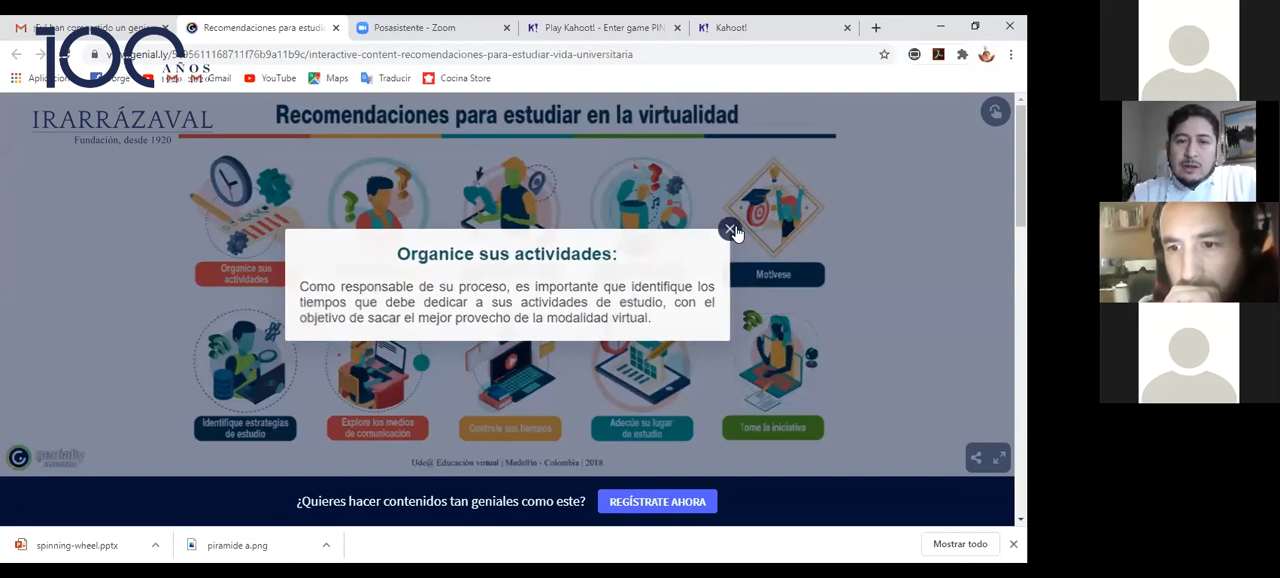 Recomendaciones para estudi
Posasistente - Zoom
Play Kahoot! - Enter game PIN
Kahoot!
100
AÑOS
genial.ly/5
9561116871 1f76b9a11b9c/interactive-content-recomendaciones-para-estudiar-vida-universitaria
Gmail
YouTube
Maps
Traducir
Cocina Store
IRARRÁZAVAL
Fundación, desde 1920
Recomendaciones para estudiar en la virtualidad
Organice sus
actividades
Motívese
Organice sus actividades:
Como responsable de su proceso, es importante que identifique los
tiempos que debe dedicar a sus actividades de estudio, con el
objetivo de sacar el mejor provecho de la modalidad virtual.
Identifique estrategias
de estudio
Explore los medios
de comunicación
Controle sus tiempos
Adecúe su lugar
de estudio
Tome la iniciativa
genially
Ude@ Educación virtual | Medellín - Colombia | 2018
¿Quieres hacer contenidos tan geniales como este?
REGÍSTRATE AHORA
spinning-wheel.pptx
piramide a.png
Mostrar todo